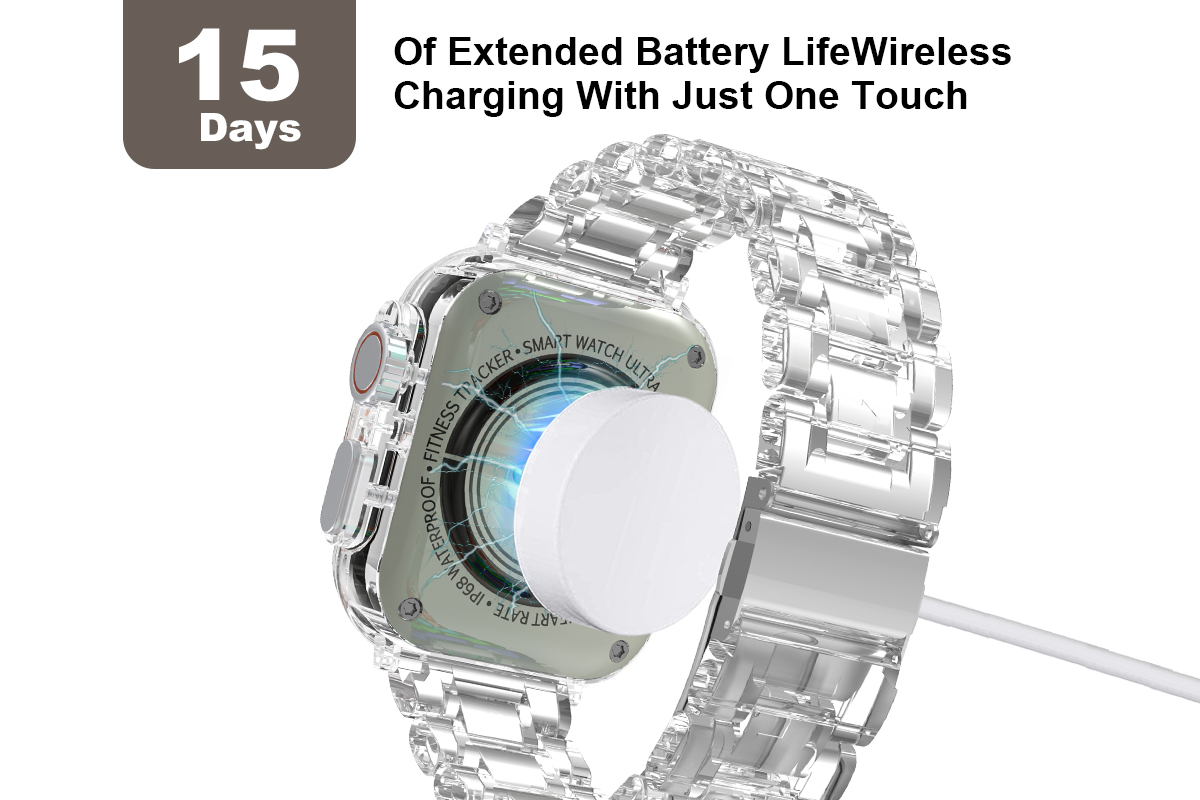 15
Days
Of Extended Battery LifeWireless
Charging With Just One Touch
EART RATE • IP68 WATERPROOF • FITNESS TRACKER • SMART WATCH ULTRA